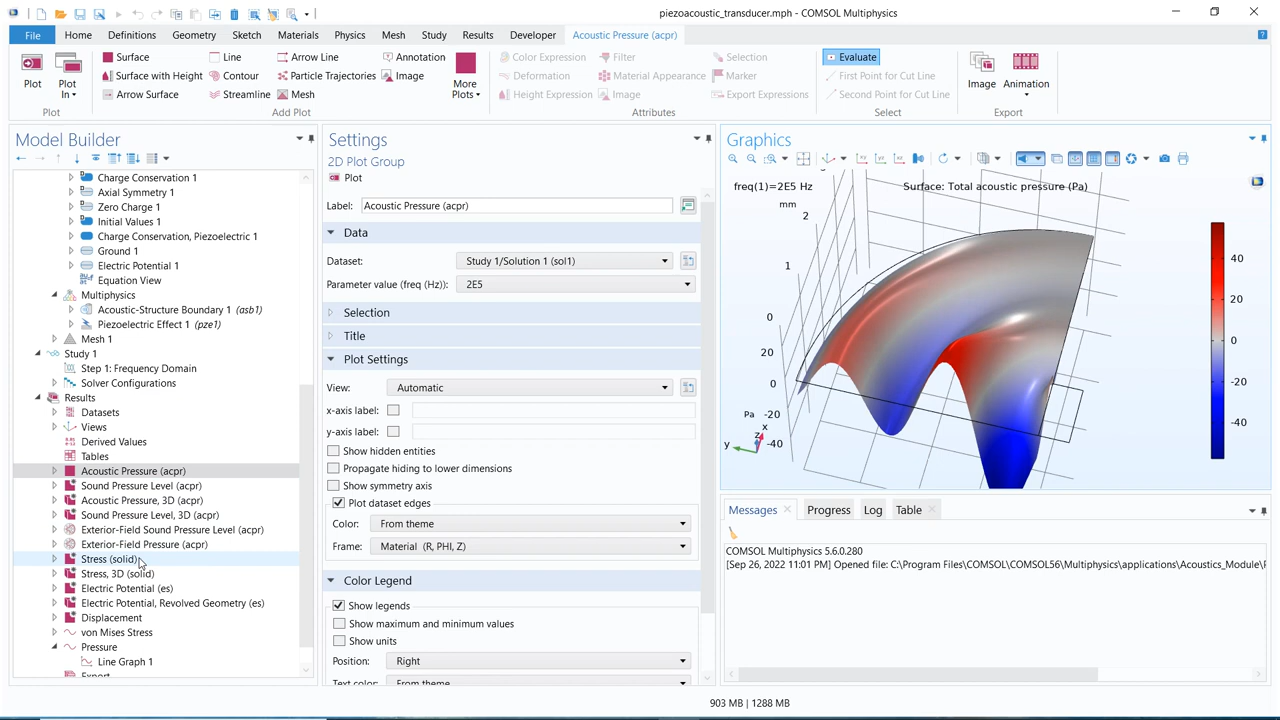 piezoacoustic_transducer.mph - COMSOL Multiphysics
File Home Definitions Geometry Sketch Materials Physics Mesh Study Results Developer Acoustic Pressure (acpr)
Plot
Plot In
Plot
Surface Line Arrow Line Annotation
Surface with Height Contour Particle Trajectories Image
Arrow Surface Streamline Mesh
More Plots
Add Plot
Color Expression Filter Selection
Deformation Material Appearance Marker
Height Expression Image Export Expressions
Attributes
Evaluate
First Point for Cut Line
Second Point for Cut Line
Select
Image Animation
Export
Model Builder
Charge Conservation 1
Axial Symmetry 1
Zero Charge 1
Initial Values 1
Charge Conservation, Piezoelectric 1
Ground 1
Electric Potential 1
Equation View
Multiphysics
Acoustic-Structure Boundary 1 (asb1)
Piezoelectric Effect 1 (pze1)
Mesh 1
Study 1
Step 1: Frequency Domain
Solver Configurations
Results
Datasets
Views
Derived Values
Tables
Acoustic Pressure (acpr)
Sound Pressure Level (acpr)
Acoustic Pressure, 3D (acpr)
Sound Pressure Level, 3D (acpr)
Exterior-Field Sound Pressure Level (acpr)
Exterior-Field Pressure (acpr)
Stress (solid)
Stress, 3D (solid)
Electric Potential (es)
Electric Potential, Revolved Geometry (es)
Displacement
von Mises Stress
Pressure
Line Graph 1
Export
Settings
2D Plot Group
Plot
Label: Acoustic Pressure (acpr)
Data
Dataset: Study 1/Solution 1 (sol1)
Parameter value (freq (Hz)): 2E5
Selection
Title
Plot Settings
View: Automatic
x-axis label:
y-axis label:
Show hidden entities
Propagate hiding to lower dimensions
Show symmetry axis
Plot dataset edges
Color: From theme
Frame: Material (R, PHI, Z)
Color Legend
Show legends
Show maximum and minimum values
Show units
Position: Right
Text color: From theme
Graphics
freq(1)=2E5 Hz Surface: Total acoustic pressure (Pa)
mm
2
1
0
20
0
Pa -20
-40
y z x
40
20
0
-20
-40
Messages Progress Log Table
COMSOL Multiphysics 5.6.0.280
[Sep 26, 2022 11:01 PM] Opened file: C:\Program Files\COMSOL\COMSOL56\Multiphysics\applications\Acoustics_Module\
903 MB | 1288 MB